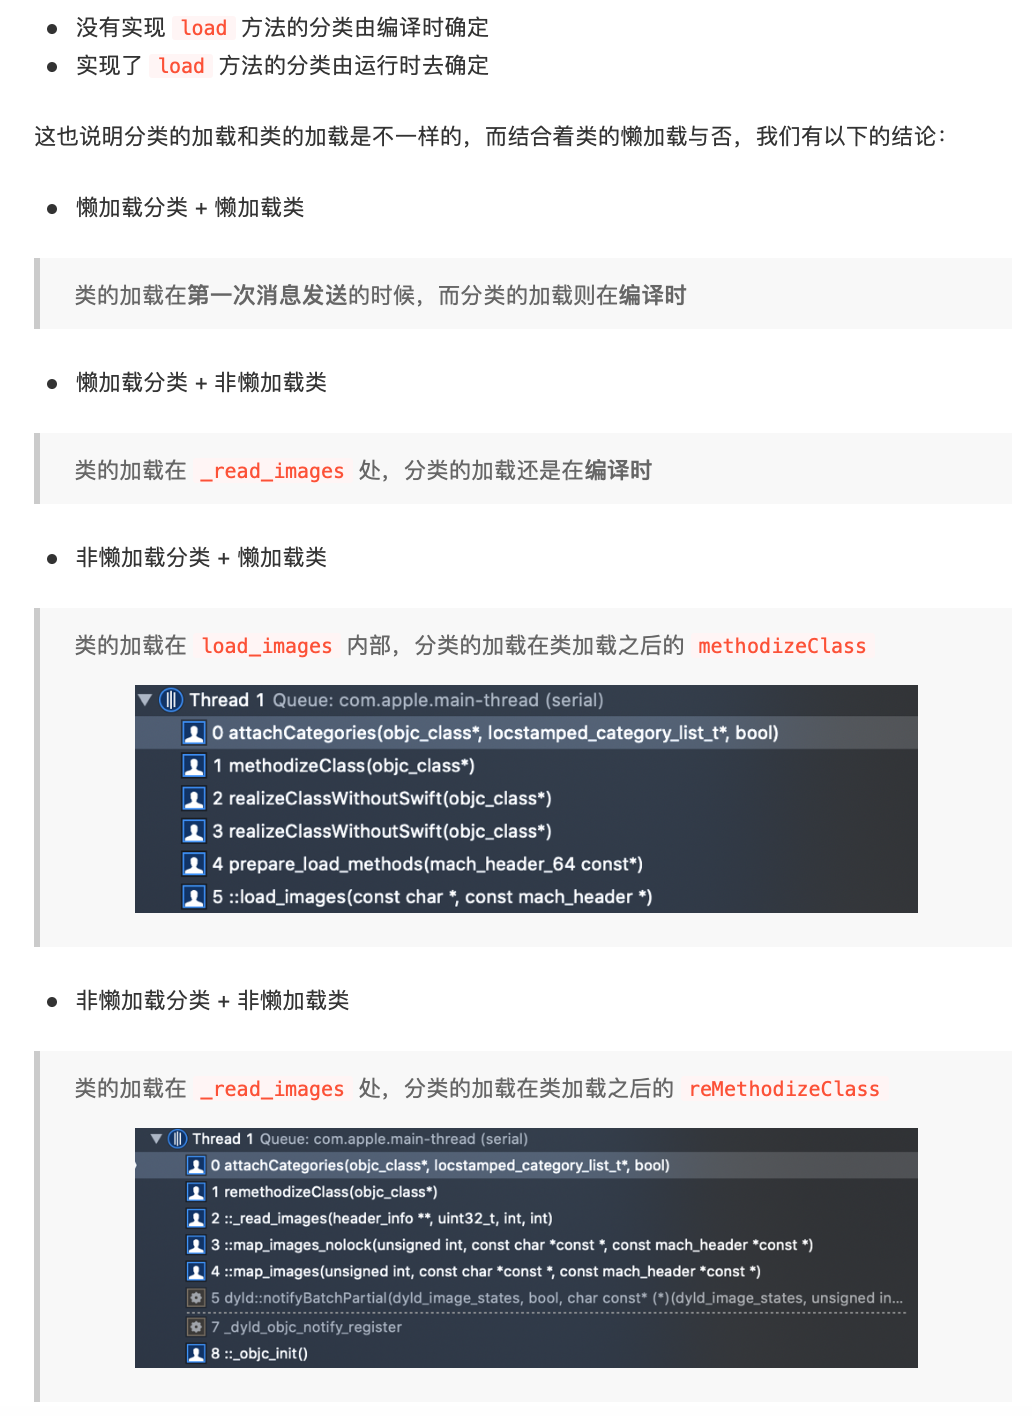 没有实现 load 方法的分类由编译时确定
实现了 load 方法的分类由运行时去确定
这也说明分类的加载和类的加载是不一样的，而结合着类的懒加载与否，我们有以下的结论：
懒加载分类 + 懒加载类
类的加载在第一次消息发送的时候，而分类的加载则在编译时
懒加载分类 + 非懒加载类
类的加载在 _read_images 处，分类的加载还是在编译时
非懒加载分类 + 懒加载类
类的加载在 load_images 内部，分类的加载在类加载之后的 methodizeClass
Thread 1 Queue: com.apple.main-thread (serial)
0 attachCategories(objc_class*, locstamped_category_list_t*, bool)
1 methodizeClass(objc_class*)
2 realizeClassWithoutSwift(objc_class*)
3 realizeClassWithoutSwift(objc_class*)
4 prepare_load_methods(mach_header_64 const*)
5 ::load_images(const char *, const mach_header *)
非懒加载分类 + 非懒加载类
类的加载在 _read_images 处，分类的加载在类加载之后的 reMethodizeClass
Thread 1 Queue: com.apple.main-thread (serial)
0 attachCategories(objc_class*, locstamped_category_list_t*, bool)
1 remethodizeClass(objc_class*)
2 ::_read_images(header_info **, uint32_t, int, int)
3 ::map_images_nolock(unsigned int, const char *const *, const mach_header *const *)
4 ::map_images(unsigned int, const char *const *, const mach_header *const *)
5 dyld::notifyBatchPartial(dyld_image_states, bool, char const* (*)(dyld_image_states, unsigned in...
7 _dyld_objc_notify_register
8 ::_objc_init()